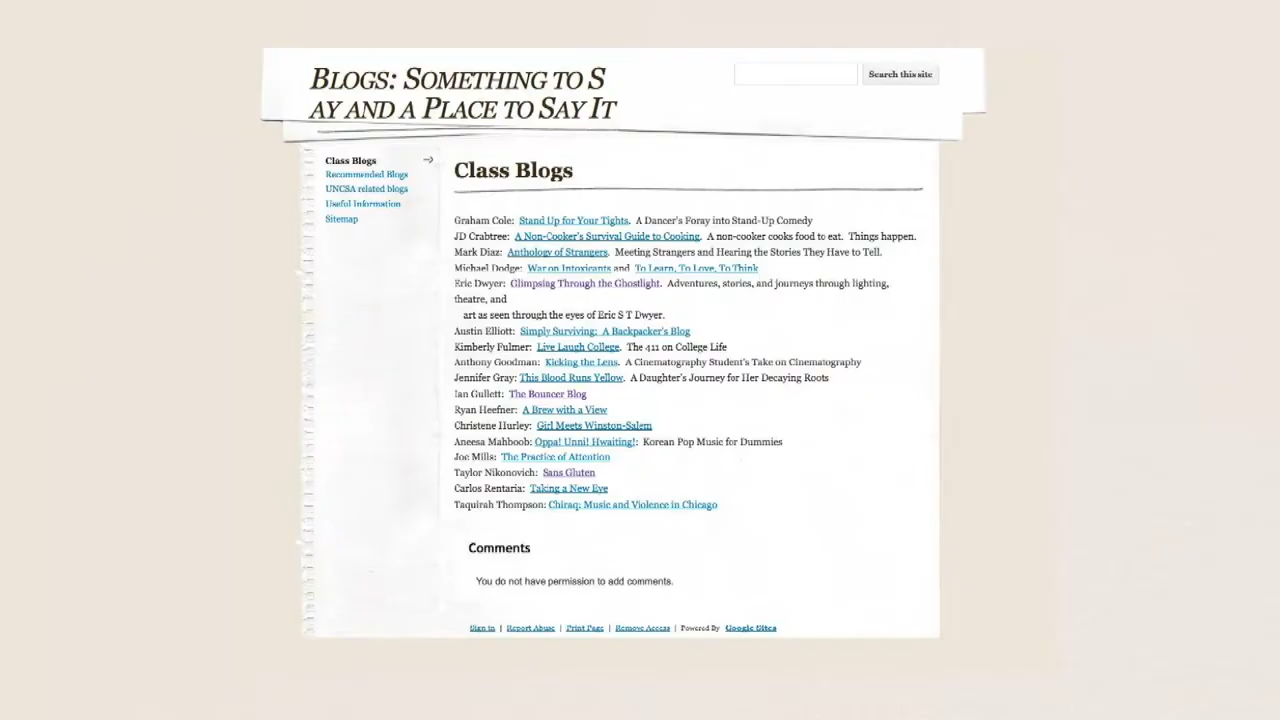 BLOGS: SOMETHING TO S
AY AND A PLACE TO SAY IT
Search this site
Class Blogs
Recommended Blogs
UNCSA related blogs
Useful Information
Sitemap
Class Blogs
Graham Cole: Stand Up for Your Tights. A Dancer's Foray into Stand-Up Comedy
JD Crabtree: A Non-Cooker's Survival Guide to Cooking. A non-cooker cooks food to eat. Things happen.
Mark Diaz: Anthology of Strangers. Meeting Strangers and Hearing the Stories They Have to Tell.
Michael Dodge: War on Intoxicants and To Learn, To Love, To Think
Eric Dwyer: Glimpsing Through the Ghostlight. Adventures, stories, and journeys through lighting,
theatre, and
art as seen through the eyes of Eric S T Dwyer.
Austin Elliott: Simply Surviving: A Backpacker's Blog
Kimberly Fulmer: Live Laugh College. The 411 on College Life
Anthony Goodman: Kicking the Lens. A Cinematography Student's Take on Cinematography
Jennifer Gray: This Blood Runs Yellow. A Daughter's Journey for Her Decaying Roots
Ian Gullett: The Bouncer Blog
Ryan Heefner: A Brew with a View
Christene Hurley: Girl Meets Winston-Salem
Aneesa Mahboob: Oppa! Unni! Hwaiting!: Korean Pop Music for Dummies
Joe Mills: The Practice of Attention
Taylor Nikonovich: Sans Gluten
Carlos Rentaria: Taking a New Eye
Taquirah Thompson: Chiraq: Music and Violence in Chicago
Comments
You do not have permission to add comments.
Sign in | Report Abuse | Print Page | Remove Access | Powered By Google Sites